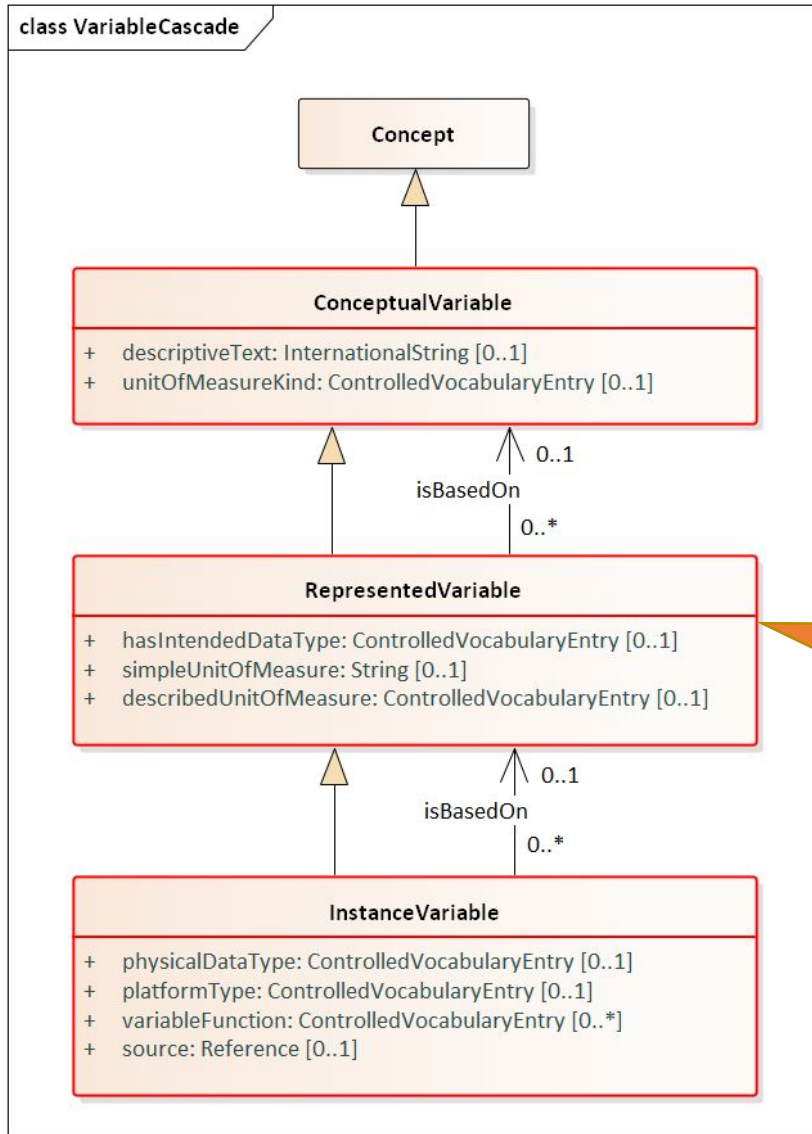 class VariableCascade
Concept
ConceptualVariable
+ descriptiveText: InternationalString [0..1]
+ unitOfMeasureKind: ControlledVocabularyEntry [0..1]
0..1
isBasedOn
0..*
RepresentedVariable
+ hasIntendedDataType: ControlledVocabularyEntry [0..1]
+ simpleUnitOfMeasure: String [0..1]
+ describedUnitOfMeasure: ControlledVocabularyEntry [0..1]
0..1
isBasedOn
0..*
InstanceVariable
+ physicalDataType: ControlledVocabularyEntry [0..1]
+ platformType: ControlledVocabularyEntry [0..1]
+ variableFunction: ControlledVocabularyEntry [0..*]
+ source: Reference [0..1]